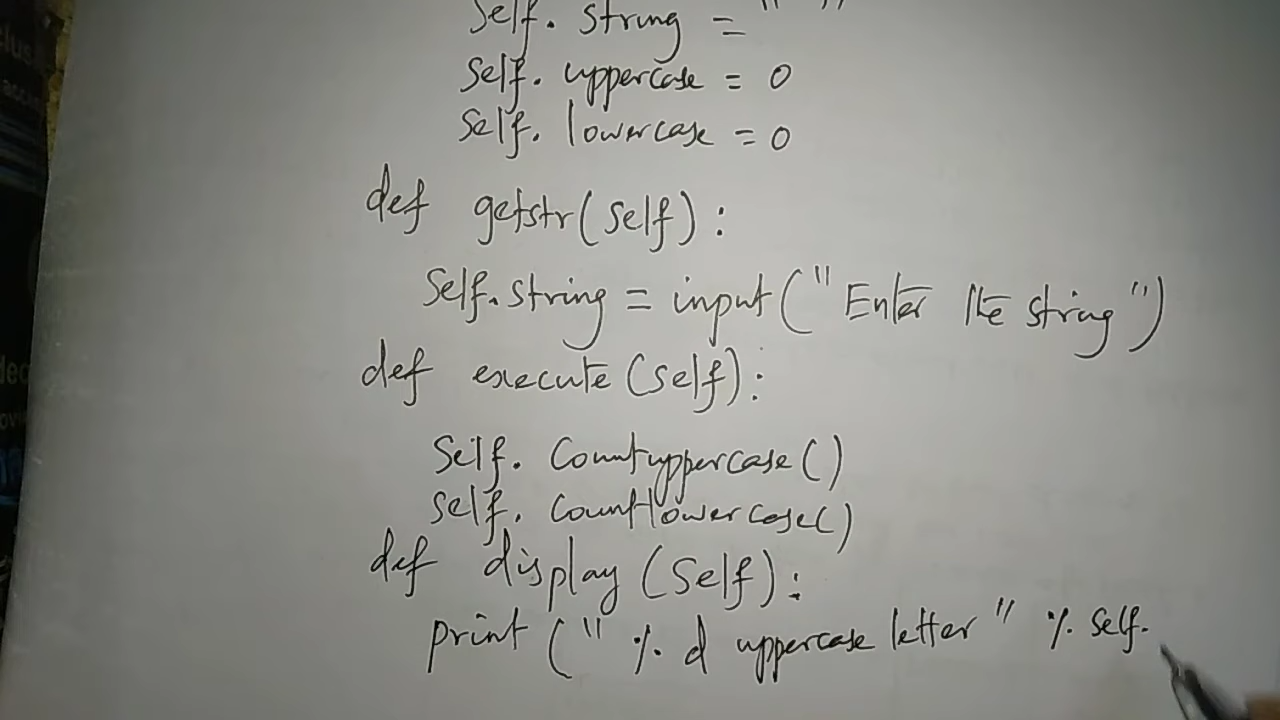 self. string = " "
self. uppercase = 0
self. lowercase = 0
def getstr(self):
self.string = input("Enter the string")
def execute(self):
self. Countuppercase()
self. Countlowercase()
def display(self):
print("%d uppercase letter" % self.